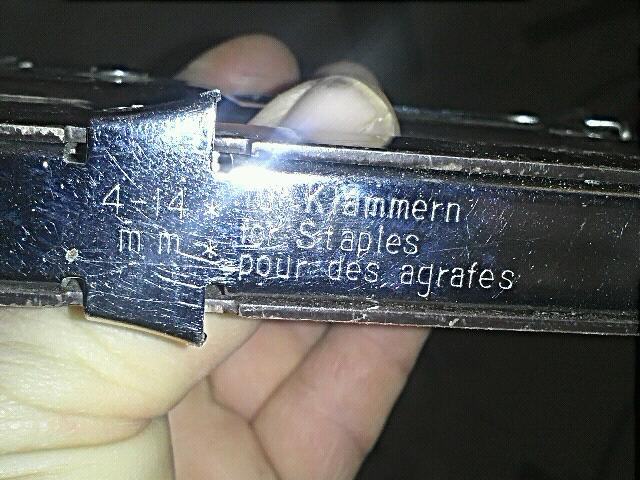 4-14 * für Klammern
mm * for Staples
pour des agrafes